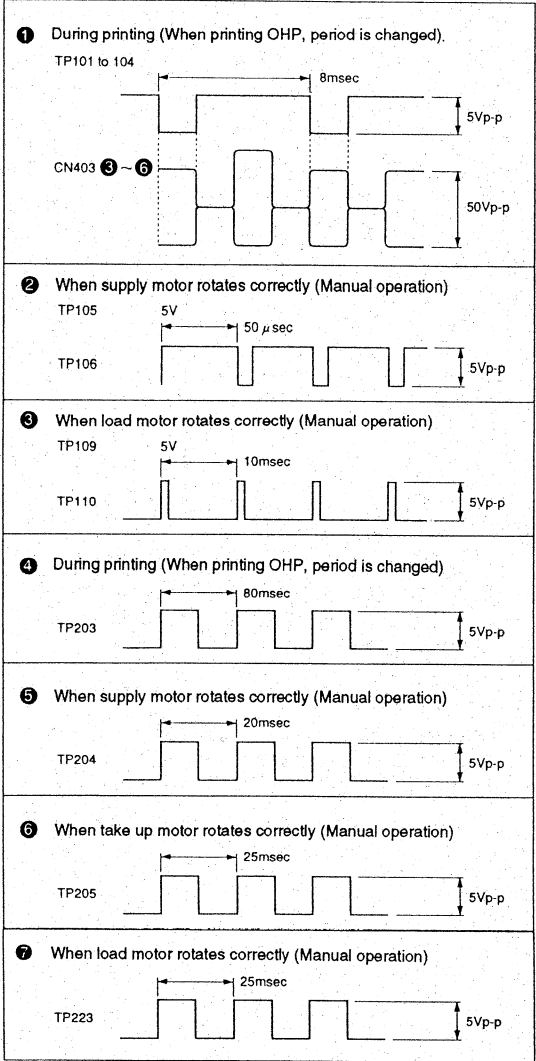 ❶ During printing (When printing OHP, period is changed).
TP101 to 104
8msec
5Vp-p
CN403 ❸~❻
50Vp-p
❷ When supply motor rotates correctly (Manual operation)
TP105 5V
50 μsec
TP106
5Vp-p
❸ When load motor rotates correctly (Manual operation)
TP109 5V
10msec
TP110
5Vp-p
❹ During printing (When printing OHP, period is changed)
80msec
TP203
5Vp-p
❺ When supply motor rotates correctly (Manual operation)
20msec
TP204
5Vp-p
❻ When take up motor rotates correctly (Manual operation)
25msec
TP205
5Vp-p
❼ When load motor rotates correctly (Manual operation)
25msec
TP223
5Vp-p